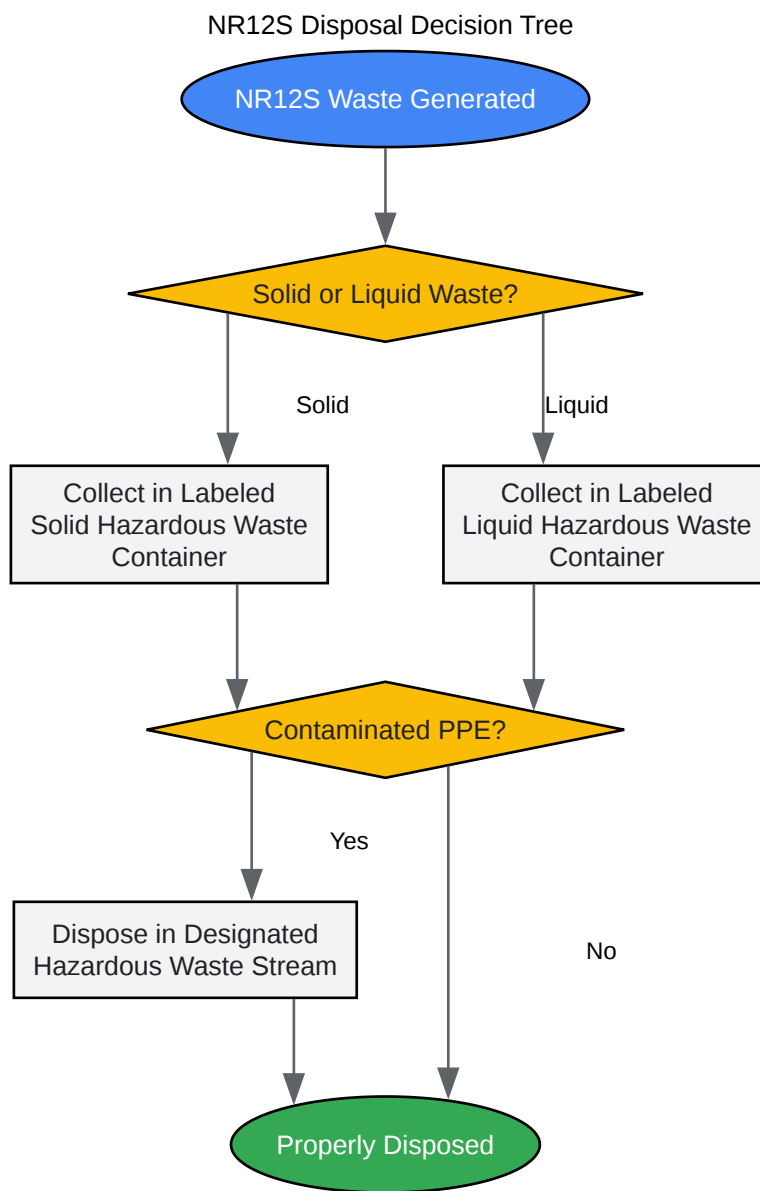 NR12S Disposal Decision Tree
NR12S Waste Generated
Solid or Liquid Waste?
Solid
Liquid
Collect in Labeled
Solid Hazardous Waste
Container
Collect in Labeled
Liquid Hazardous Waste
Container
Contaminated PPE?
Yes
Dispose in Designated
Hazardous Waste Stream
No
Properly Disposed